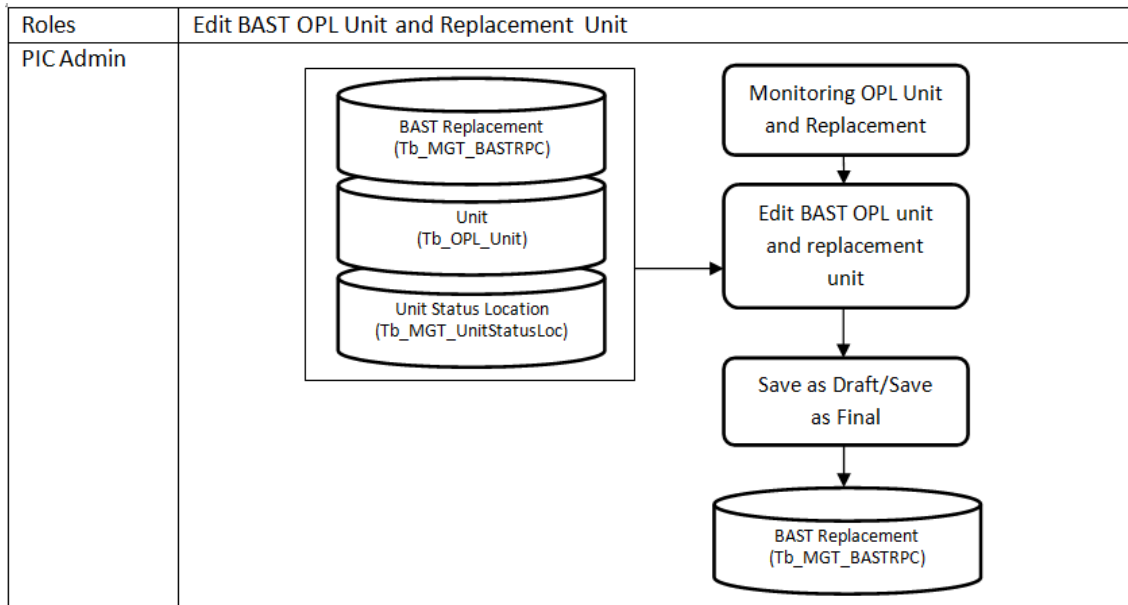 Roles
Edit BAST OPL Unit and Replacement Unit
PIC Admin
BAST Replacement
(Tb_MGT_BASTRPC)
Unit
(Tb_OPL_Unit)
Unit Status Location
(Tb_MGT_UnitStatusLoc)
Monitoring OPL Unit
and Replacement
Edit BAST OPL unit
and replacement
unit
Save as Draft/Save
as Final
BAST Replacement
(Tb_MGT_BASTRPC)